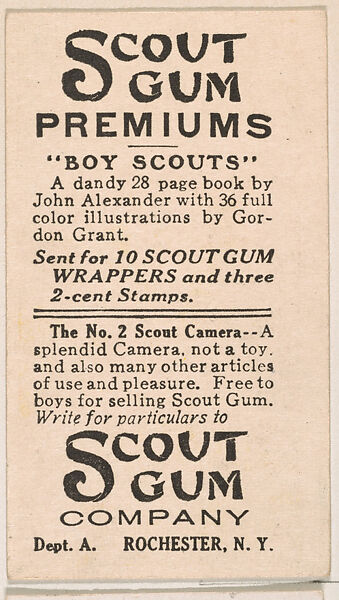 SCOUT
GUM
PREMIUMS
"BOY SCOUTS"
A dandy 28 page book by
John Alexander with 36 full
color illustrations by Gor-
don Grant.
Sent for 10 SCOUT GUM
WRAPPERS and three
2-cent Stamps.
The No. 2 Scout Camera--A
splendid Camera, not a toy,
and also many other articles
of use and pleasure. Free to
boys for selling Scout Gum.
Write for particulars to
SCOUT
GUM
COMPANY
Dept. A. ROCHESTER, N. Y.